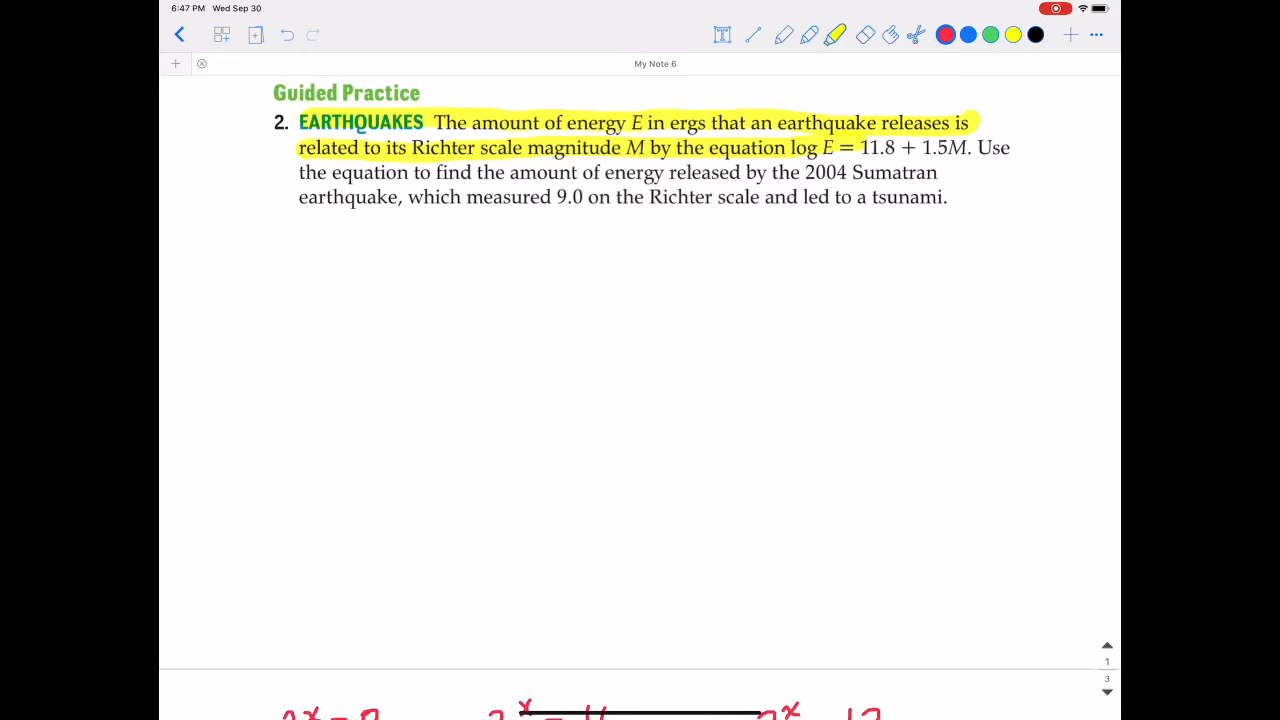 6:47 PM Wed Sep 30
My Note 6
Guided Practice
2. EARTHQUAKES The amount of energy E in ergs that an earthquake releases is
related to its Richter scale magnitude M by the equation log E = 11.8 + 1.5M. Use
the equation to find the amount of energy released by the 2004 Sumatran
earthquake, which measured 9.0 on the Richter scale and led to a tsunami.
1
3